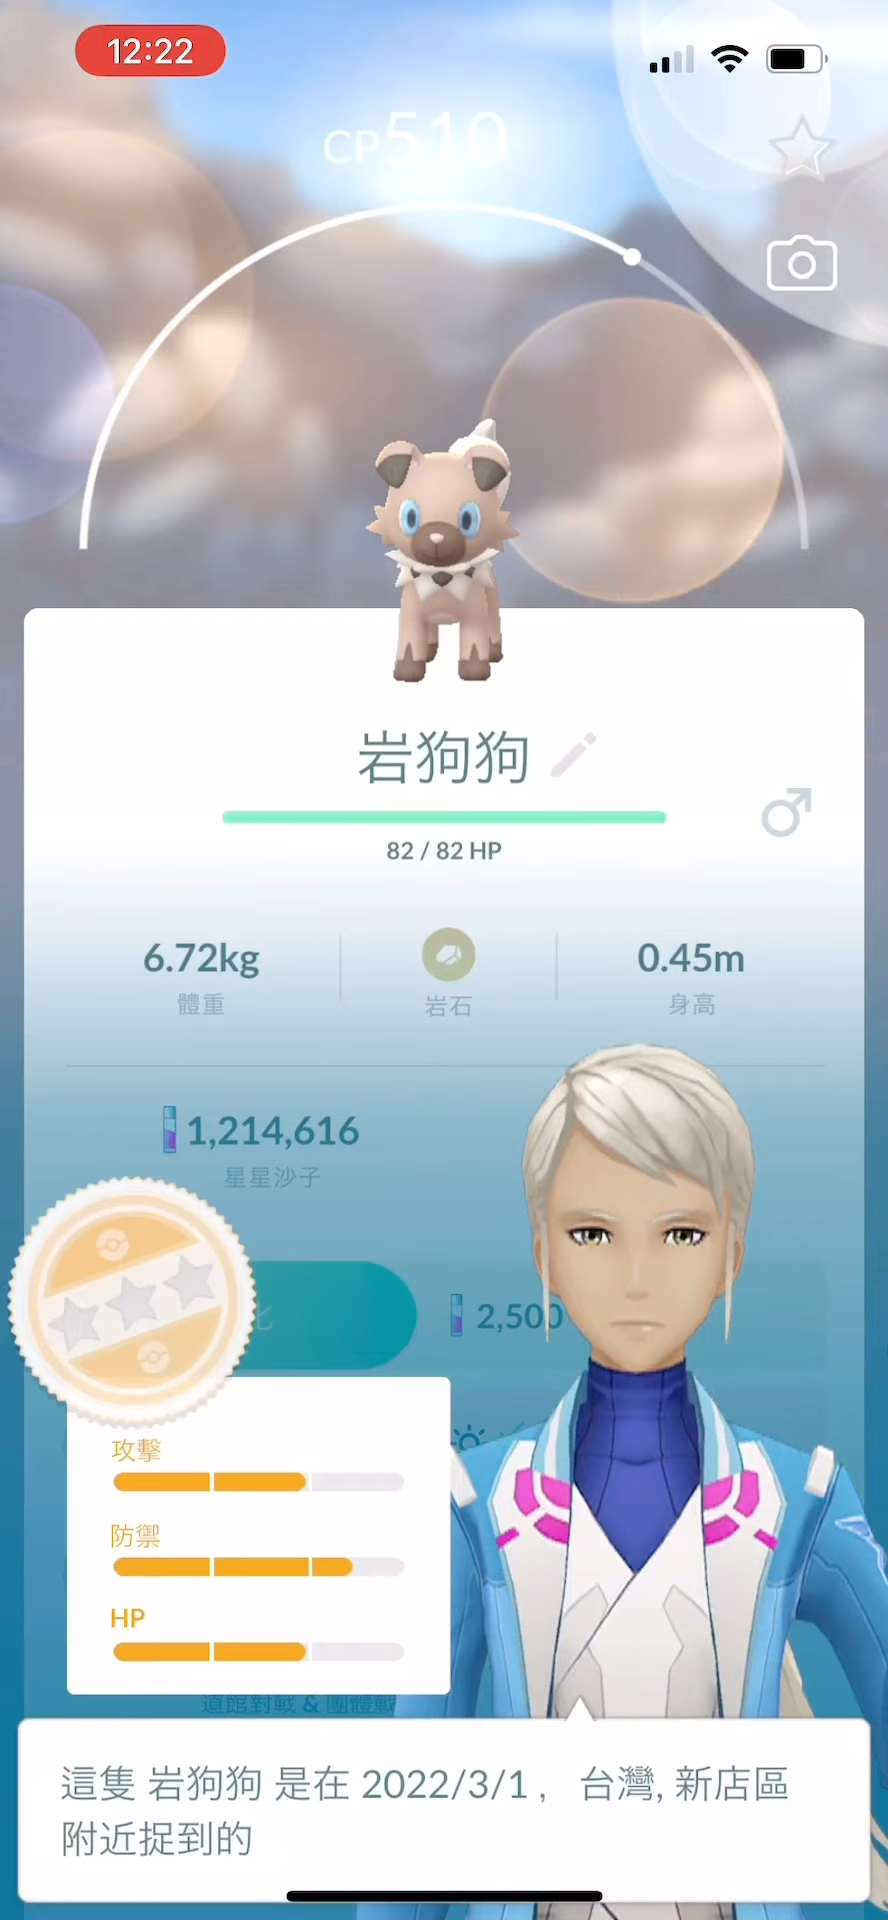 12:22
CP510
岩狗狗
82 / 82 HP
6.72kg
岩石
0.45m
體重
身高
1,214,616
星星沙子
化
2,500
攻擊
防禦
HP
道館對戰 & 團體戰
這隻 岩狗狗 是在 2022/3/1 , 台灣, 新店區
附近捉到的